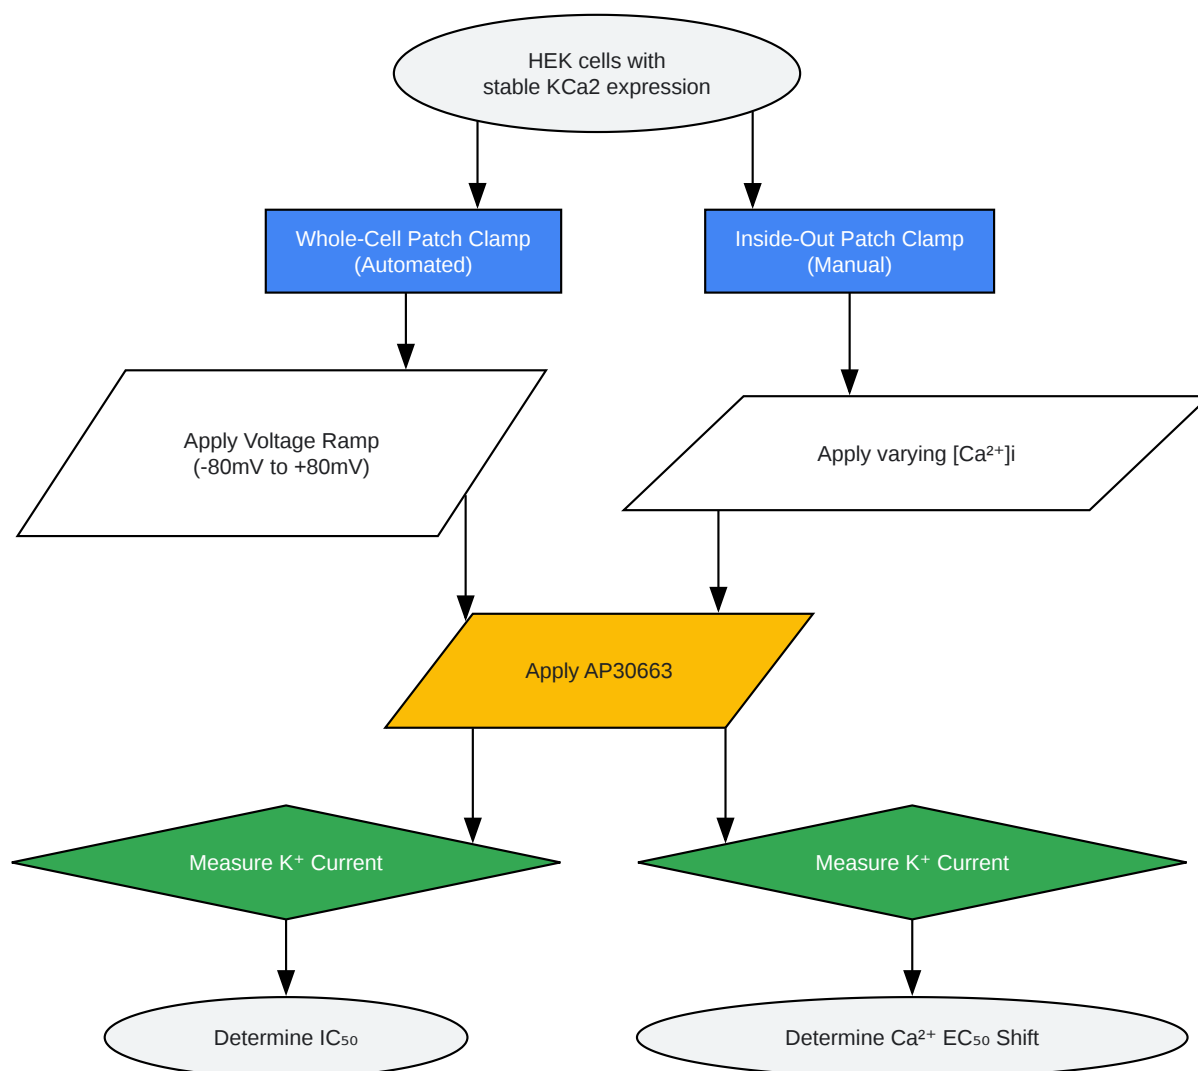 HEK cells with
stable KCa2 expression
Whole-Cell Patch Clamp
(Automated)
Inside-Out Patch Clamp
(Manual)
Apply Voltage Ramp
(-80mV to +80mV)
Apply varying [Ca²⁺]i
Apply AP30663
Measure K⁺ Current
Measure K⁺ Current
Determine IC₅₀
Determine Ca²⁺ EC₅₀ Shift